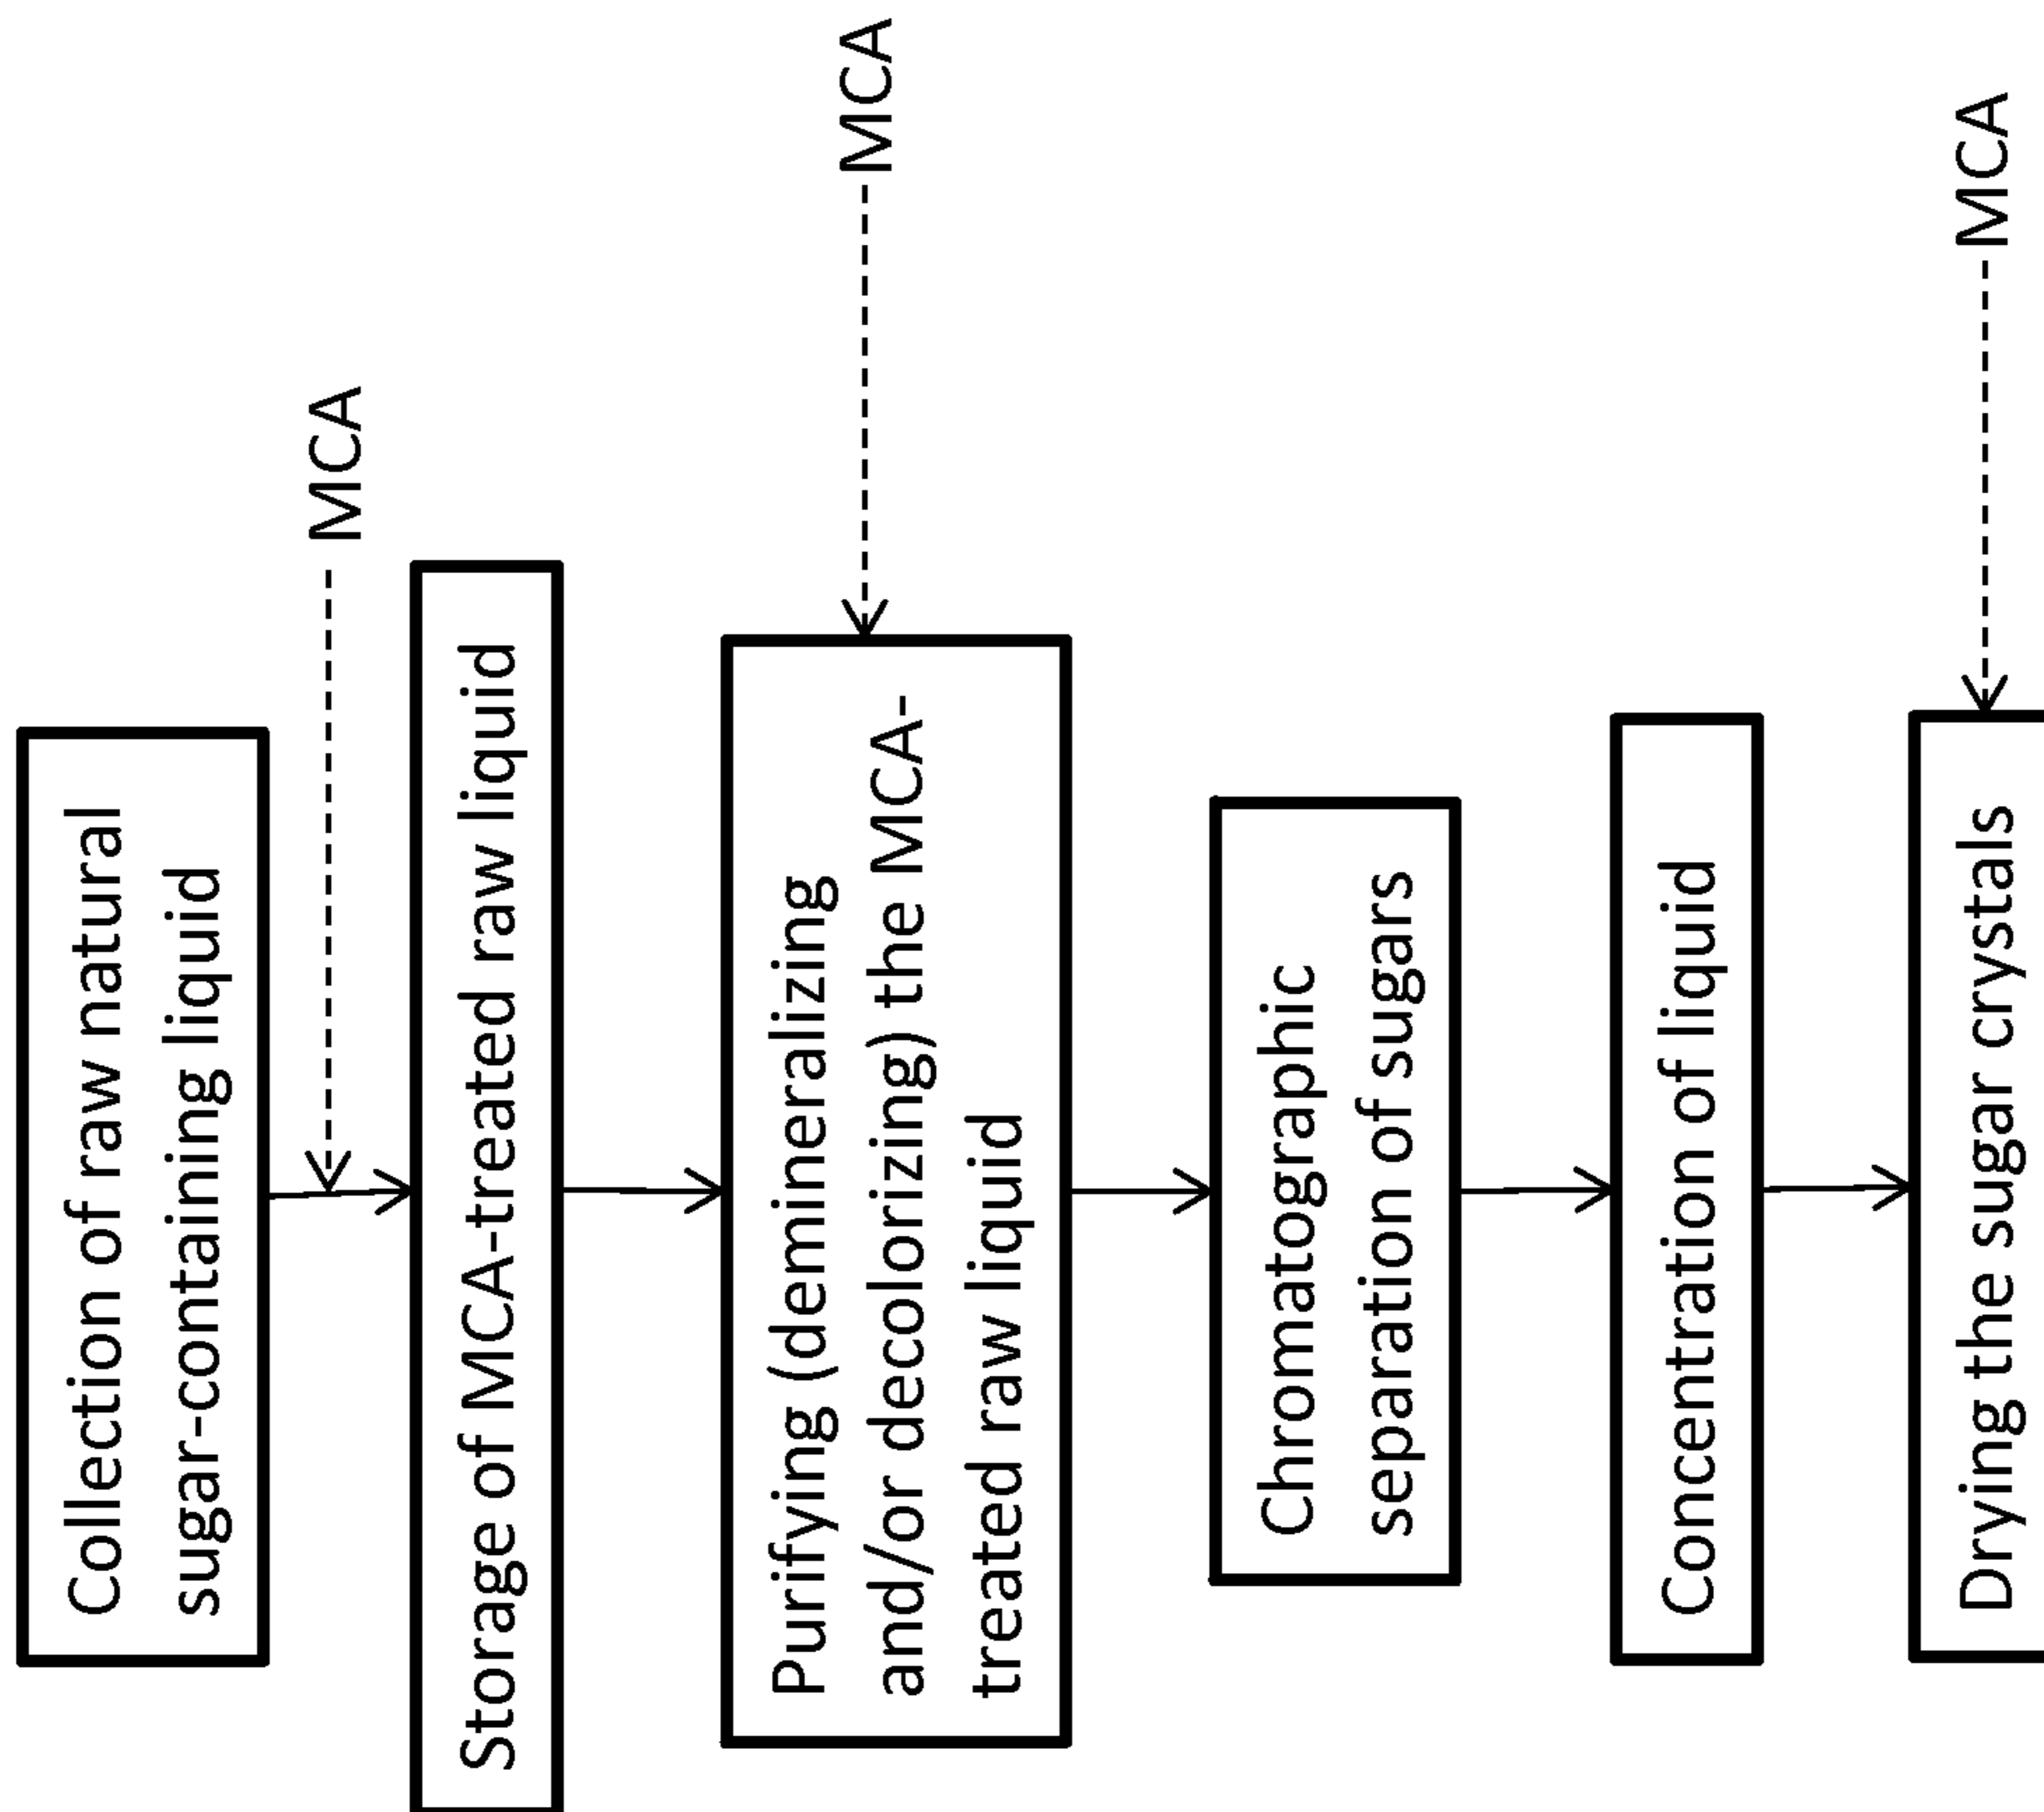 Collection of raw natural
sugar-containing liquid
MCA
Storage of MCA-treated raw liquid
Purifying (demineralizing
and/or decolorizing) the MCA-
treated raw liquid
MCA
Chromatographic
separation of sugars
Concentration of liquid
Drying the sugar crystals
MCA